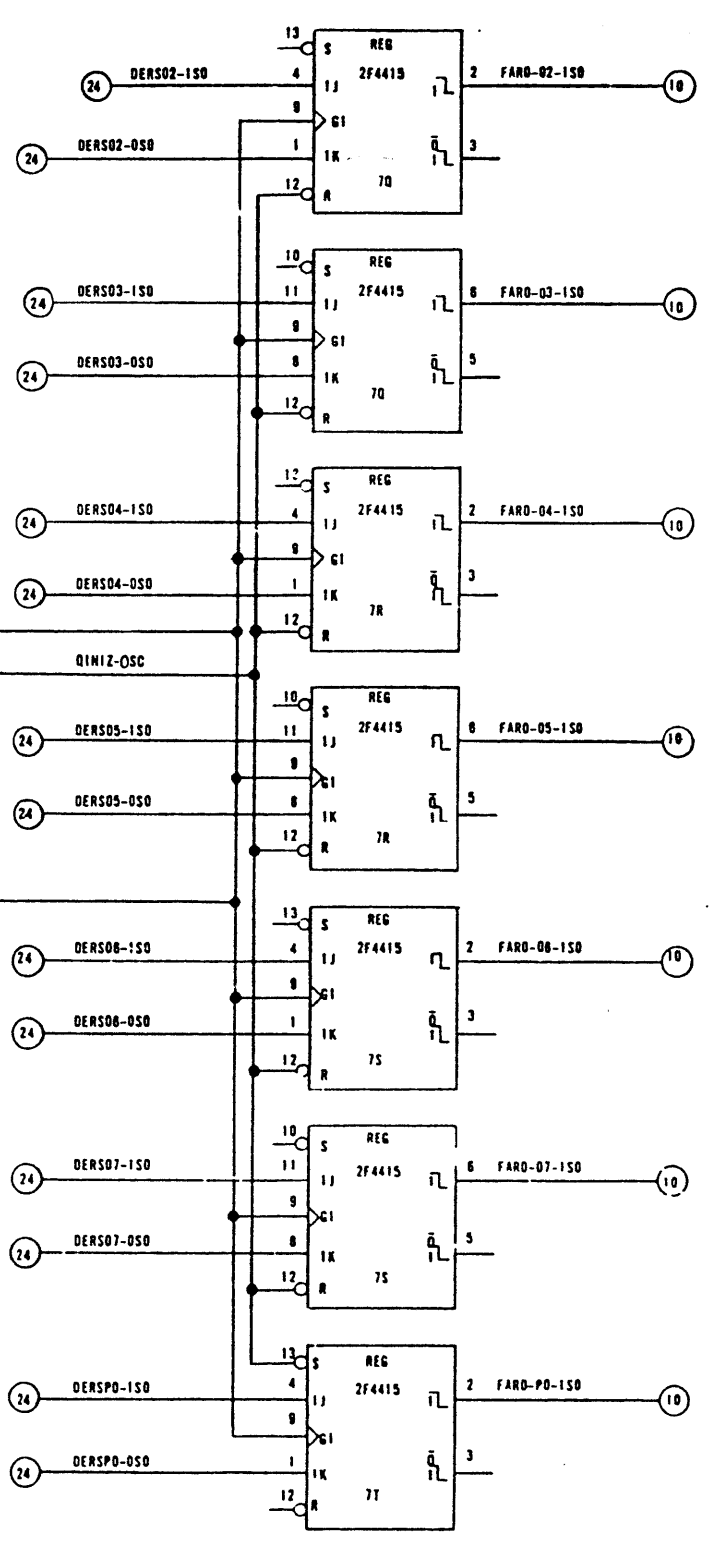 13 S REG
24 DERS02-1S0 4 1J 2F4415 2 FAR0-02-1S0 10
9 G1
24 DERS02-0S0 1 1K Q̄ 3
12 R 7Q
10 S REG
24 DERS03-1S0 11 1J 2F4415 6 FAR0-03-1S0 10
9 G1
24 DERS03-0S0 8 1K Q̄ 5
12 R 7Q
13 S REG
24 DERS04-1S0 4 1J 2F4415 2 FAR0-04-1S0 10
9 G1
24 DERS04-0S0 1 1K Q̄ 3
12 R 7R
QINIZ-OSC
10 S REG
24 DERS05-1S0 11 1J 2F4415 6 FAR0-05-1S0 10
9 G1
24 DERS05-0S0 8 1K Q̄ 5
12 R 7R
13 S REG
24 DERS06-1S0 4 1J 2F4415 2 FAR0-06-1S0 10
9 G1
24 DERS06-0S0 1 1K Q̄ 3
12 R 7S
10 S REG
24 DERS07-1S0 11 1J 2F4415 6 FAR0-07-1S0 10
9 G1
24 DERS07-0S0 8 1K Q̄ 5
12 R 7S
13 S REG
24 DERSP0-1S0 4 1J 2F4415 2 FAR0-P0-1S0 10
9 G1
24 DERSP0-0S0 1 1K Q̄ 3
12 R 7T